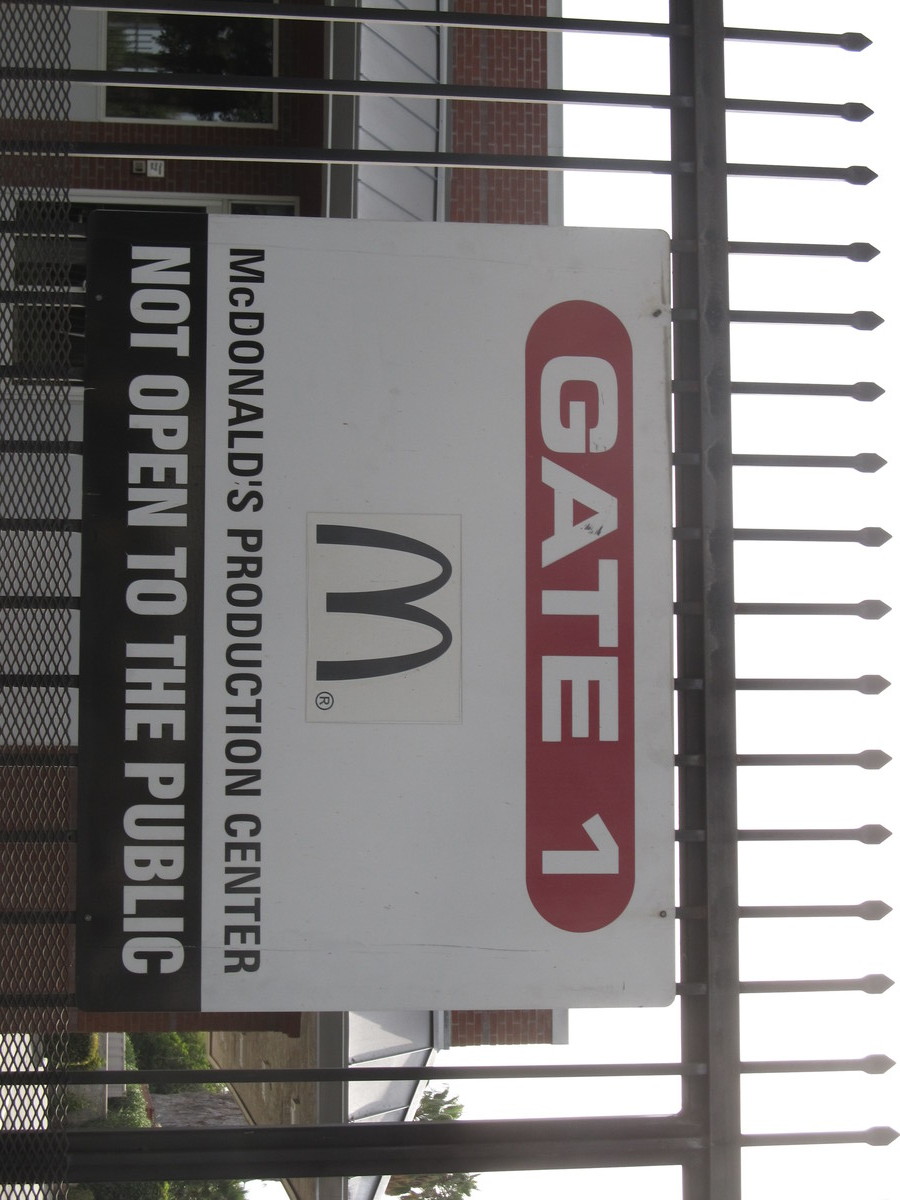 GATE 1
M®
McDONALD'S PRODUCTION CENTER
NOT OPEN TO THE PUBLIC